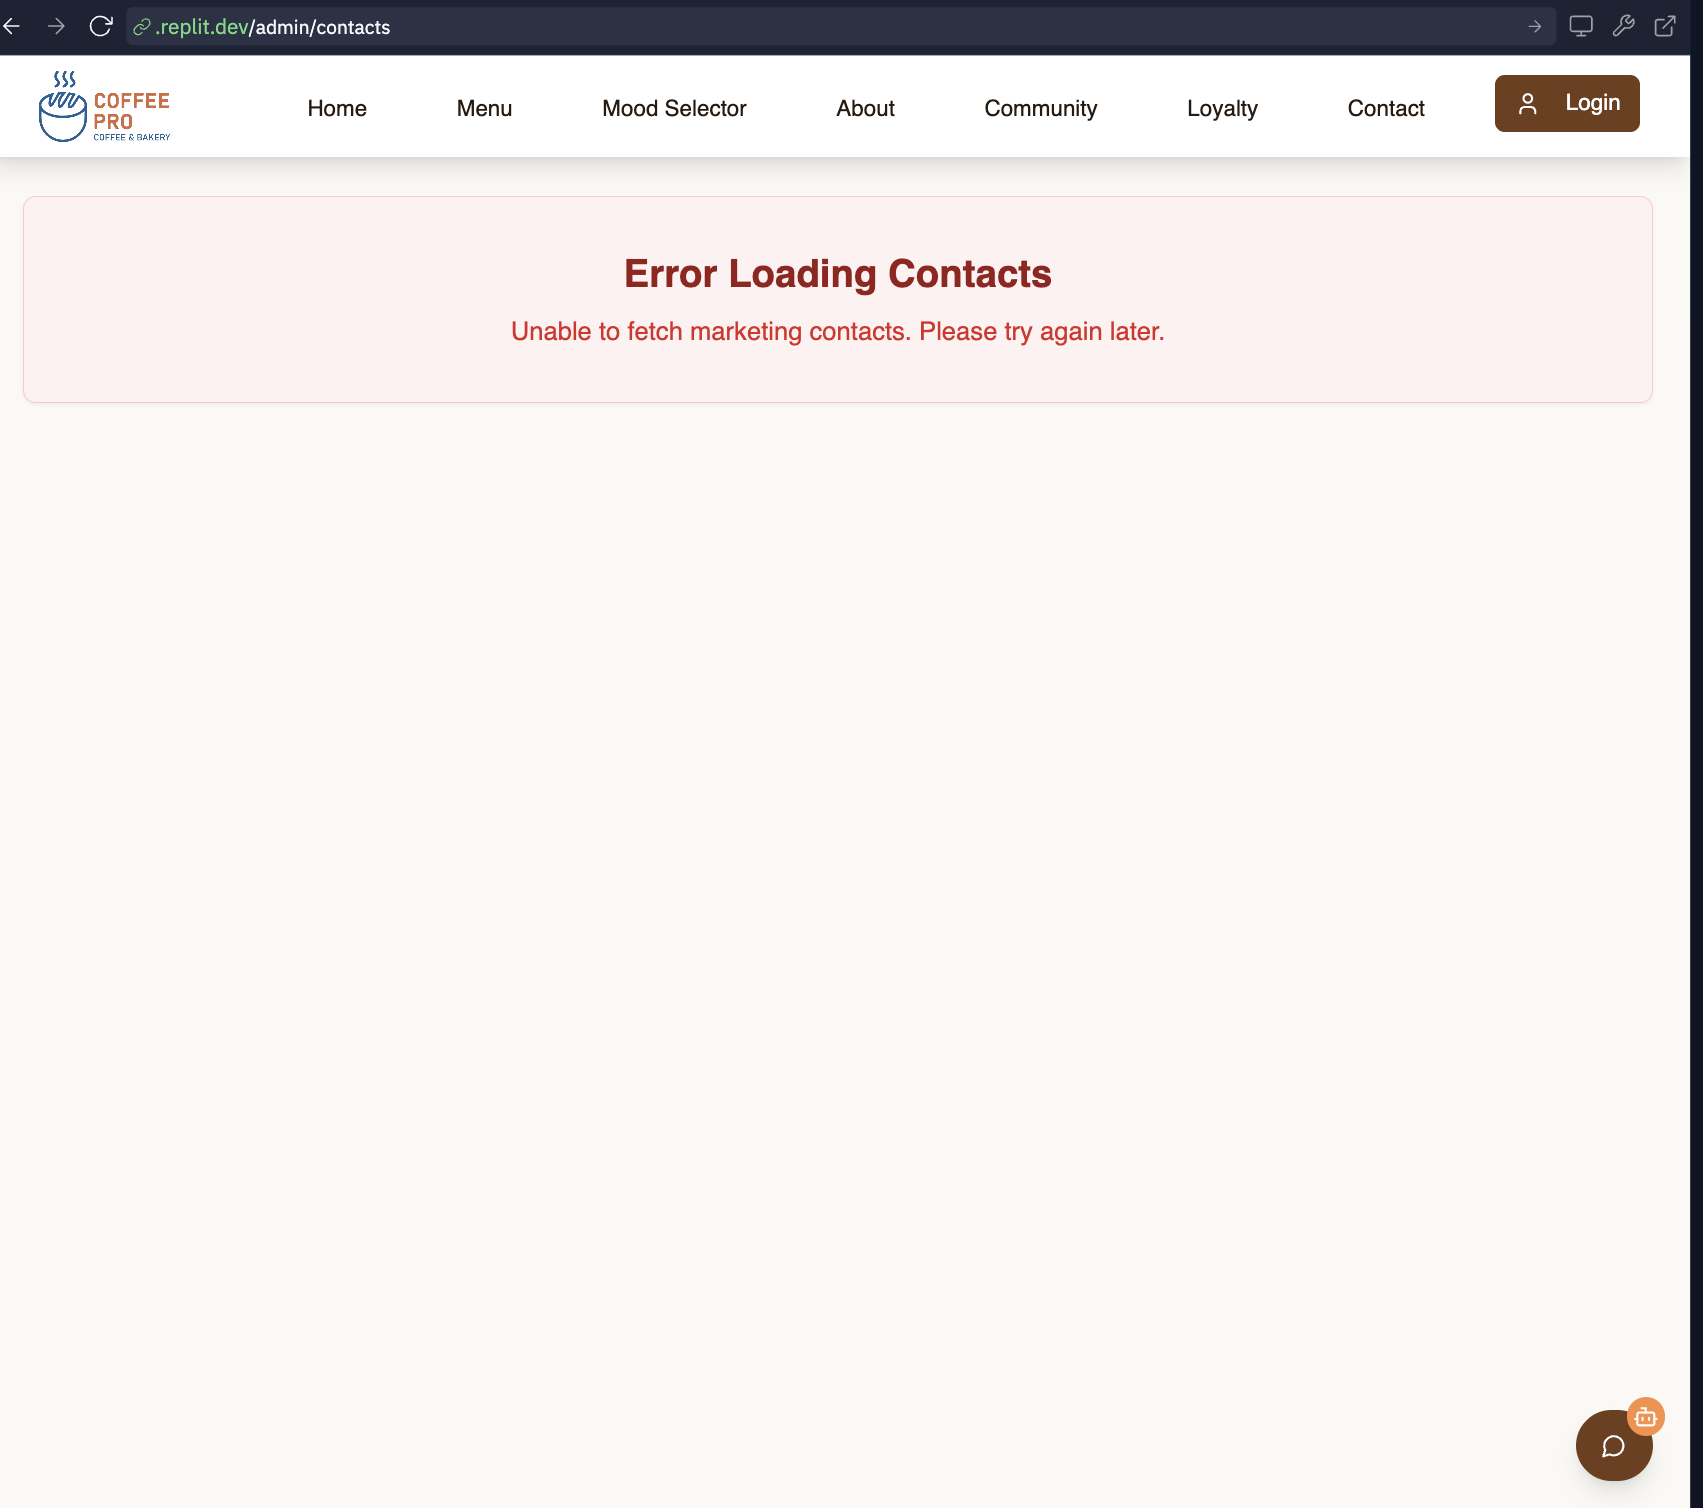 .replit.dev/admin/contacts
COFFEE
PRO
COFFEE & BAKERY
Home
Menu
Mood Selector
About
Community
Loyalty
Contact
Login
Error Loading Contacts
Unable to fetch marketing contacts. Please try again later.